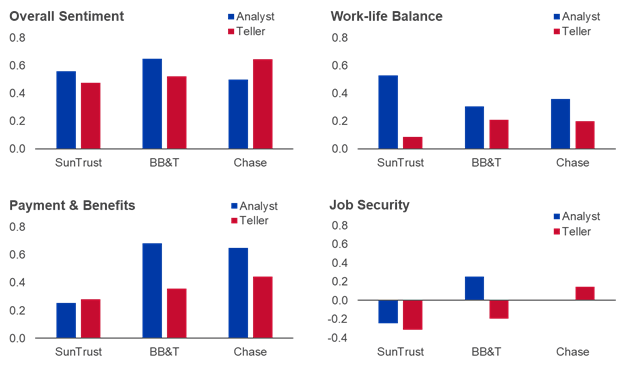 Overall Sentiment
Analyst
Teller
0.8
0.6
0.4
0.2
0.0
SunTrust BB&T Chase
Work-life Balance
Analyst
Teller
0.8
0.6
0.4
0.2
0.0
SunTrust BB&T Chase
Payment & Benefits
Analyst
Teller
0.8
0.6
0.4
0.2
0.0
SunTrust BB&T Chase
Job Security
Analyst
Teller
0.8
0.6
0.4
0.2
0.0
-0.2
-0.4
SunTrust BB&T Chase